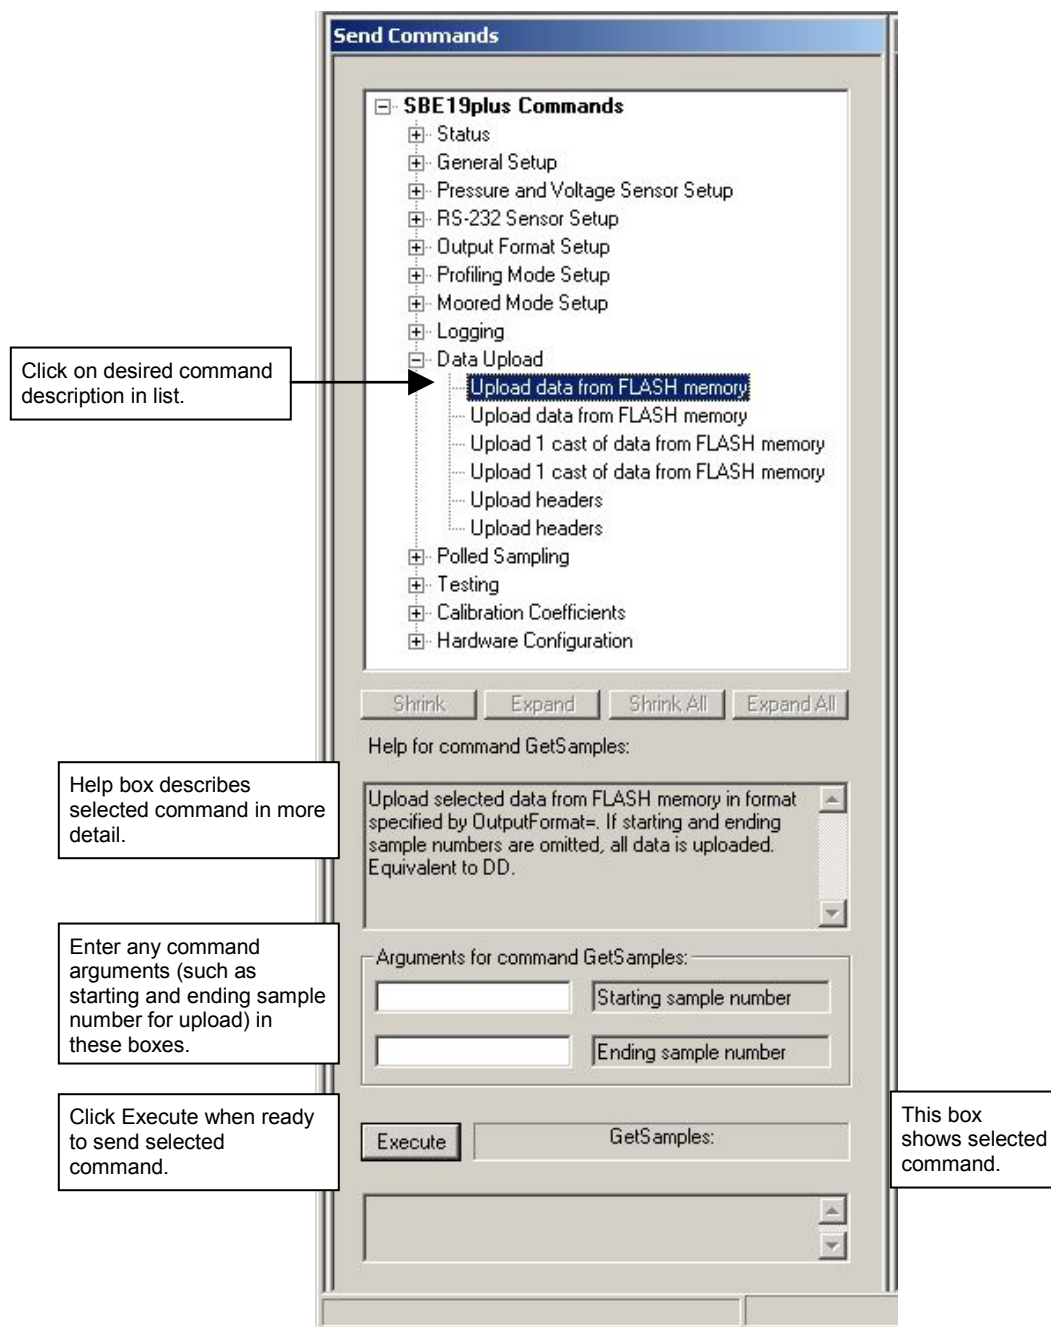 Send Commands
SBE19plus Commands
Status
General Setup
Pressure and Voltage Sensor Setup
RS-232 Sensor Setup
Output Format Setup
Profiling Mode Setup
Moored Mode Setup
Logging
Data Upload
Click on desired command
description in list.
Upload data from FLASH memory
Upload data from FLASH memory
Upload 1 cast of data from FLASH memory
Upload 1 cast of data from FLASH memory
Upload headers
Upload headers
Polled Sampling
Testing
Calibration Coefficients
Hardware Configuration
Shrink Expand Shrink All Expand All
Help for command GetSamples:
Help box describes
selected command in more
detail.
Upload selected data from FLASH memory in format
specified by OutputFormat=. If starting and ending
sample numbers are omitted, all data is uploaded.
Equivalent to DD.
Enter any command
arguments (such as
starting and ending sample
number for upload) in
these boxes.
Arguments for command GetSamples:
Starting sample number
Ending sample number
Click Execute when ready
to send selected
command.
Execute GetSamples:
This box
shows selected
command.